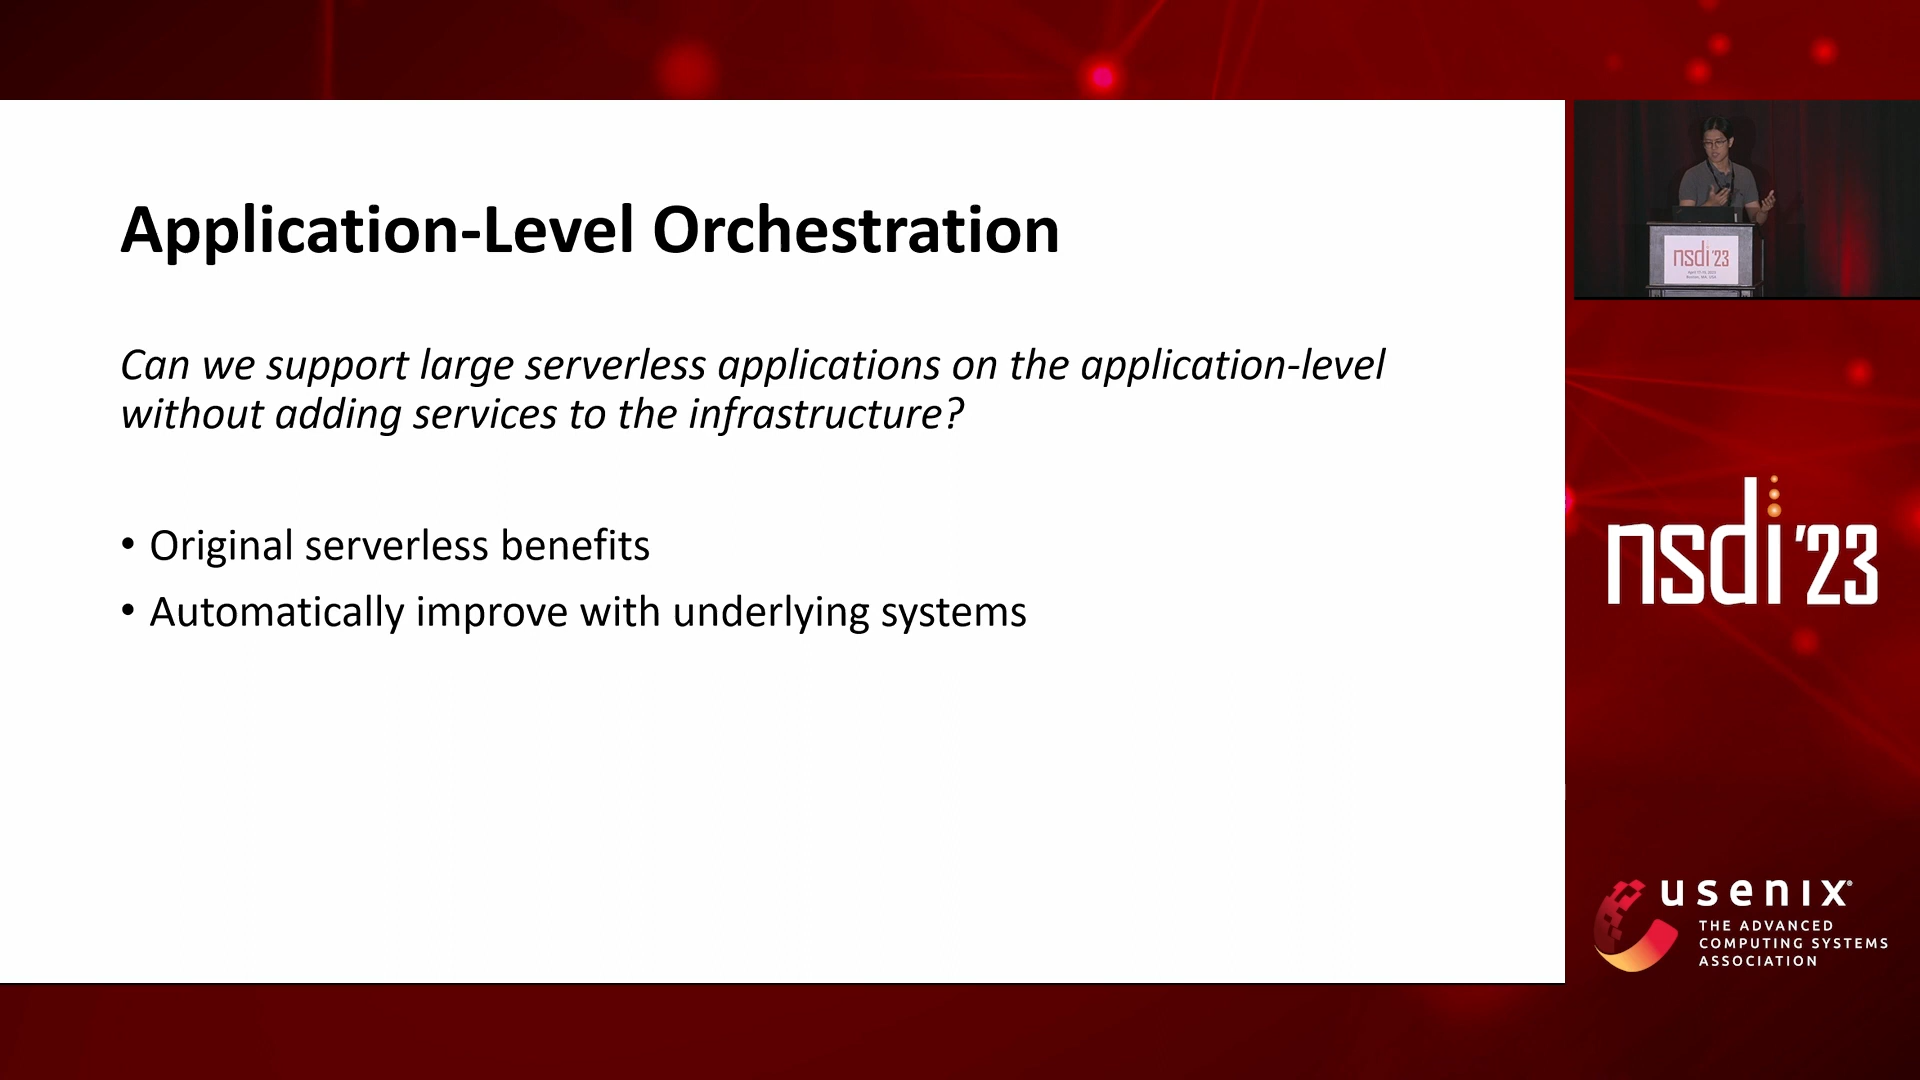 Application-Level Orchestration
Can we support large serverless applications on the application-level
without adding services to the infrastructure?
• Original serverless benefits
• Automatically improve with underlying systems
nsdi '23
nsdi '23
usenix®
THE ADVANCED
COMPUTING SYSTEMS
ASSOCIATION